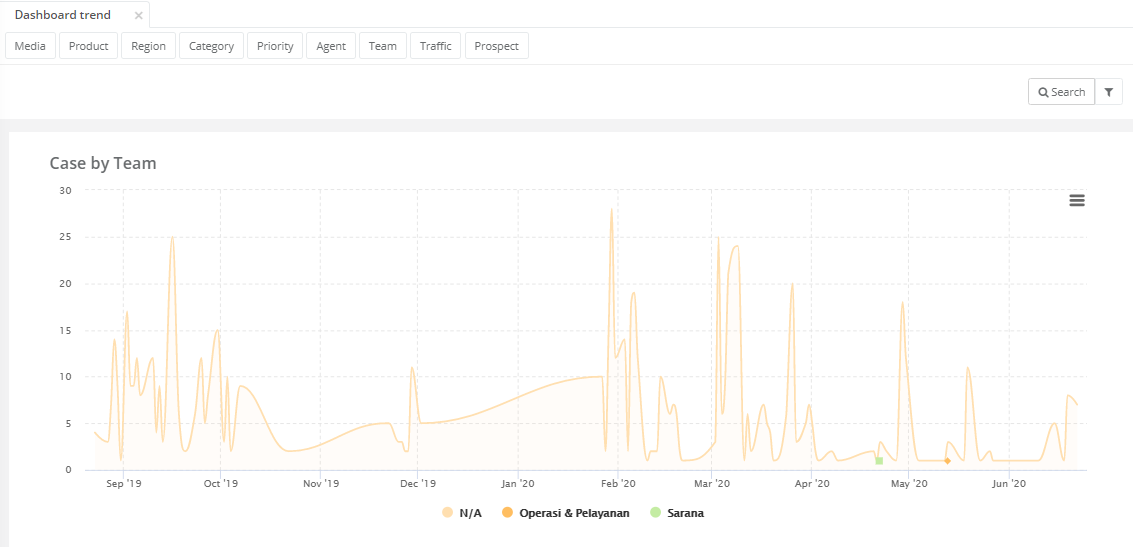 Dashboard trend ×
Media Product Region Category Priority Agent Team Traffic Prospect
Search
Case by Team
30
25
20
15
10
5
0
Sep '19 Oct '19 Nov '19 Dec '19 Jan '20 Feb '20 Mar '20 Apr '20 May '20 Jun '20
N/A Operasi & Pelayanan Sarana